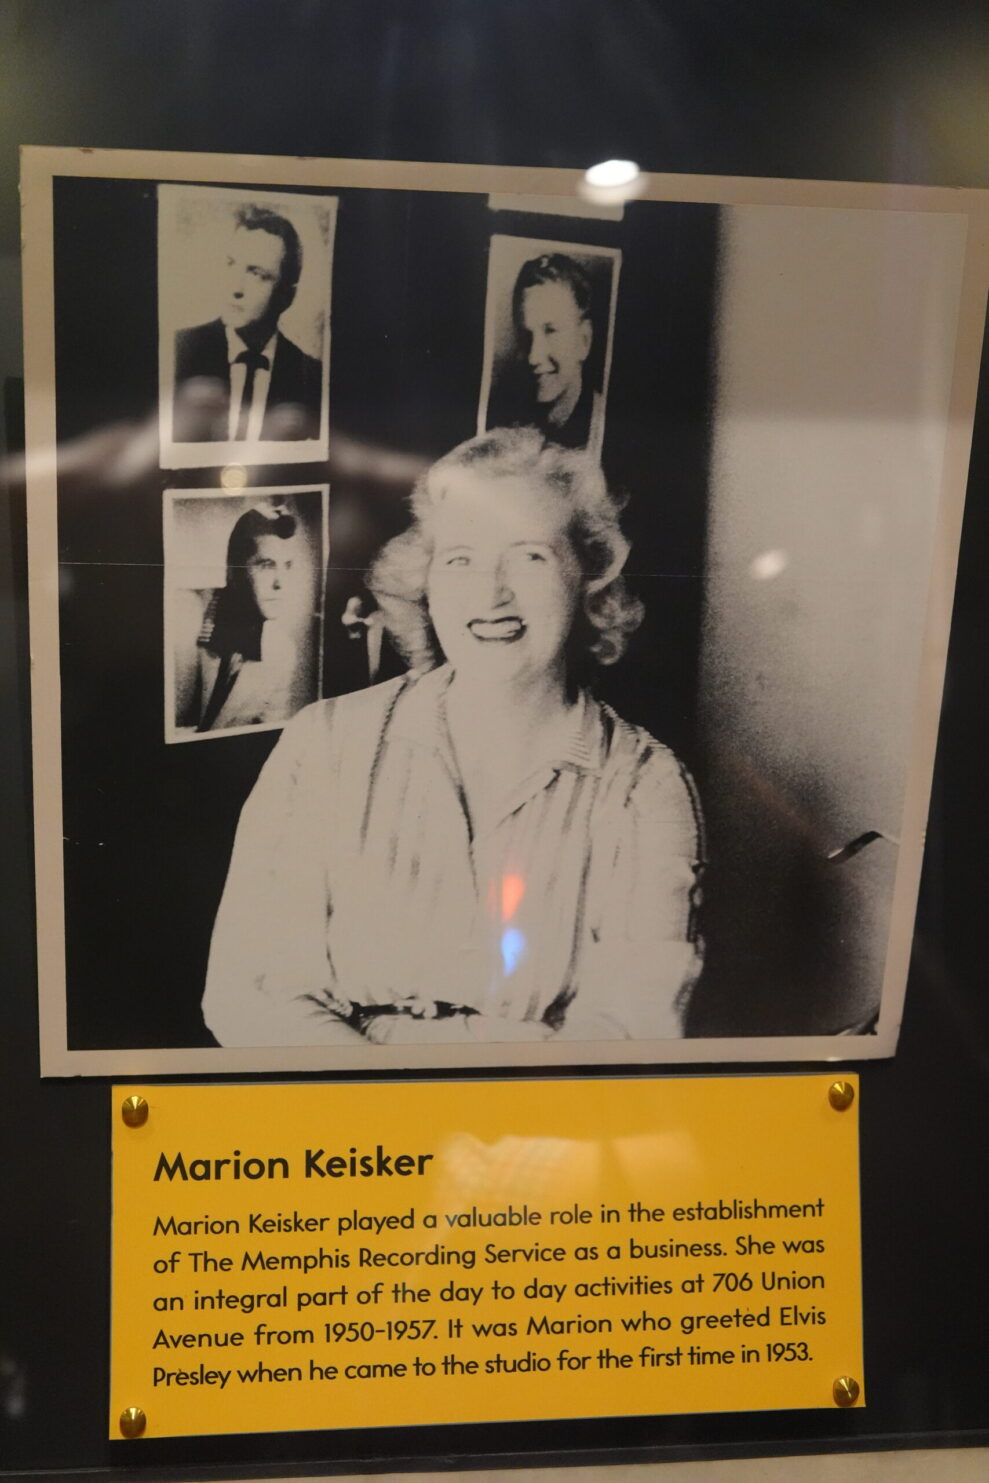 Marion Keisker
Marion Keisker played a valuable role in the establishment
of The Memphis Recording Service as a business. She was
an integral part of the day to day activities at 706 Union
Avenue from 1950-1957. It was Marion who greeted Elvis
Presley when he came to the studio for the first time in 1953.